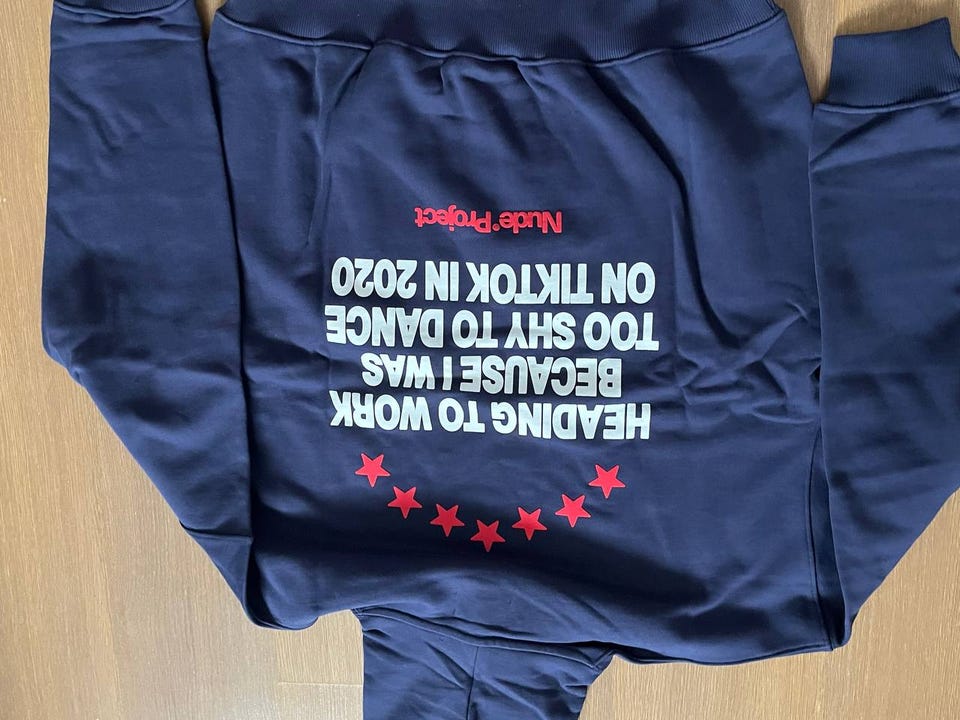 HEADING TO WORK
BECAUSE I WAS
TOO SHY TO DANCE
ON TIKTOK IN 2020
Nude®Project